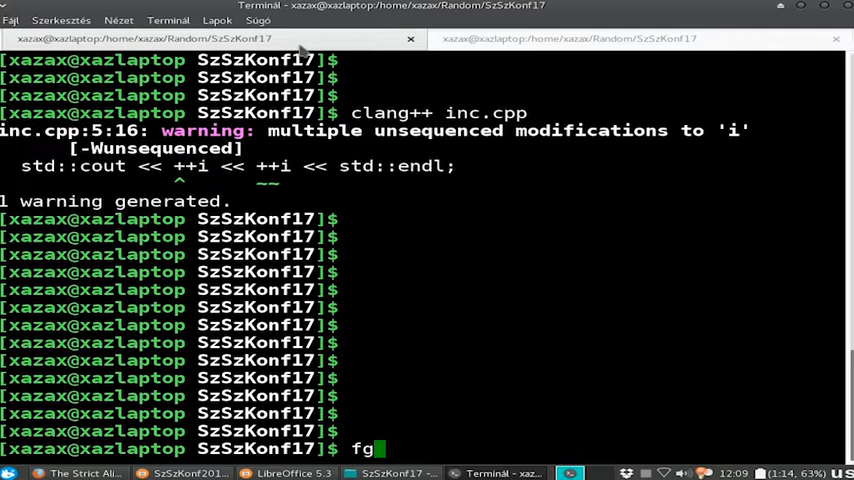 Terminál - xazax@xazlaptop:/home/xazax/Random/SzSzKonf17
Fájl Szerkesztés Nézet Terminál Lapok Súgó
xazax@xazlaptop:/home/xazax/Random/SzSzKonf17 xazax@xazlaptop:/home/xazax/Random/SzSzKonf17
[xazax@xazlaptop SzSzKonf17]$
[xazax@xazlaptop SzSzKonf17]$
[xazax@xazlaptop SzSzKonf17]$
[xazax@xazlaptop SzSzKonf17]$ clang++ inc.cpp
inc.cpp:5:16: warning: multiple unsequenced modifications to 'i'
[-Wunsequenced]
std::cout << ++i << ++i << std::endl;
^ ~~
1 warning generated.
[xazax@xazlaptop SzSzKonf17]$
[xazax@xazlaptop SzSzKonf17]$
[xazax@xazlaptop SzSzKonf17]$
[xazax@xazlaptop SzSzKonf17]$
[xazax@xazlaptop SzSzKonf17]$
[xazax@xazlaptop SzSzKonf17]$
[xazax@xazlaptop SzSzKonf17]$
[xazax@xazlaptop SzSzKonf17]$
[xazax@xazlaptop SzSzKonf17]$
[xazax@xazlaptop SzSzKonf17]$
[xazax@xazlaptop SzSzKonf17]$
[xazax@xazlaptop SzSzKonf17]$
[xazax@xazlaptop SzSzKonf17]$
[xazax@xazlaptop SzSzKonf17]$ fg
The Strict Ali... SzSzKonf201... LibreOffice 5.3 SzSzKonf17 -... Terminál - xaz... 12:09 (1:14, 63%) us